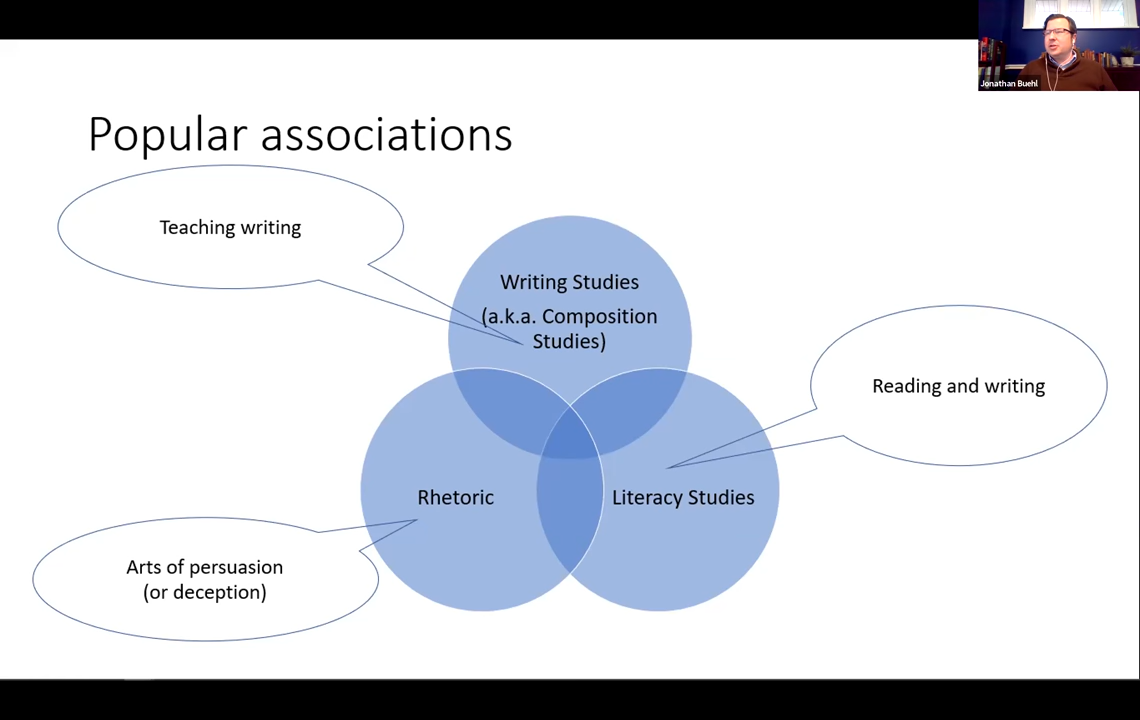 Jonathan Buehl
Popular associations
Teaching writing
Writing Studies
(a.k.a. Composition
Studies)
Reading and writing
Rhetoric
Literacy Studies
Arts of persuasion
(or deception)